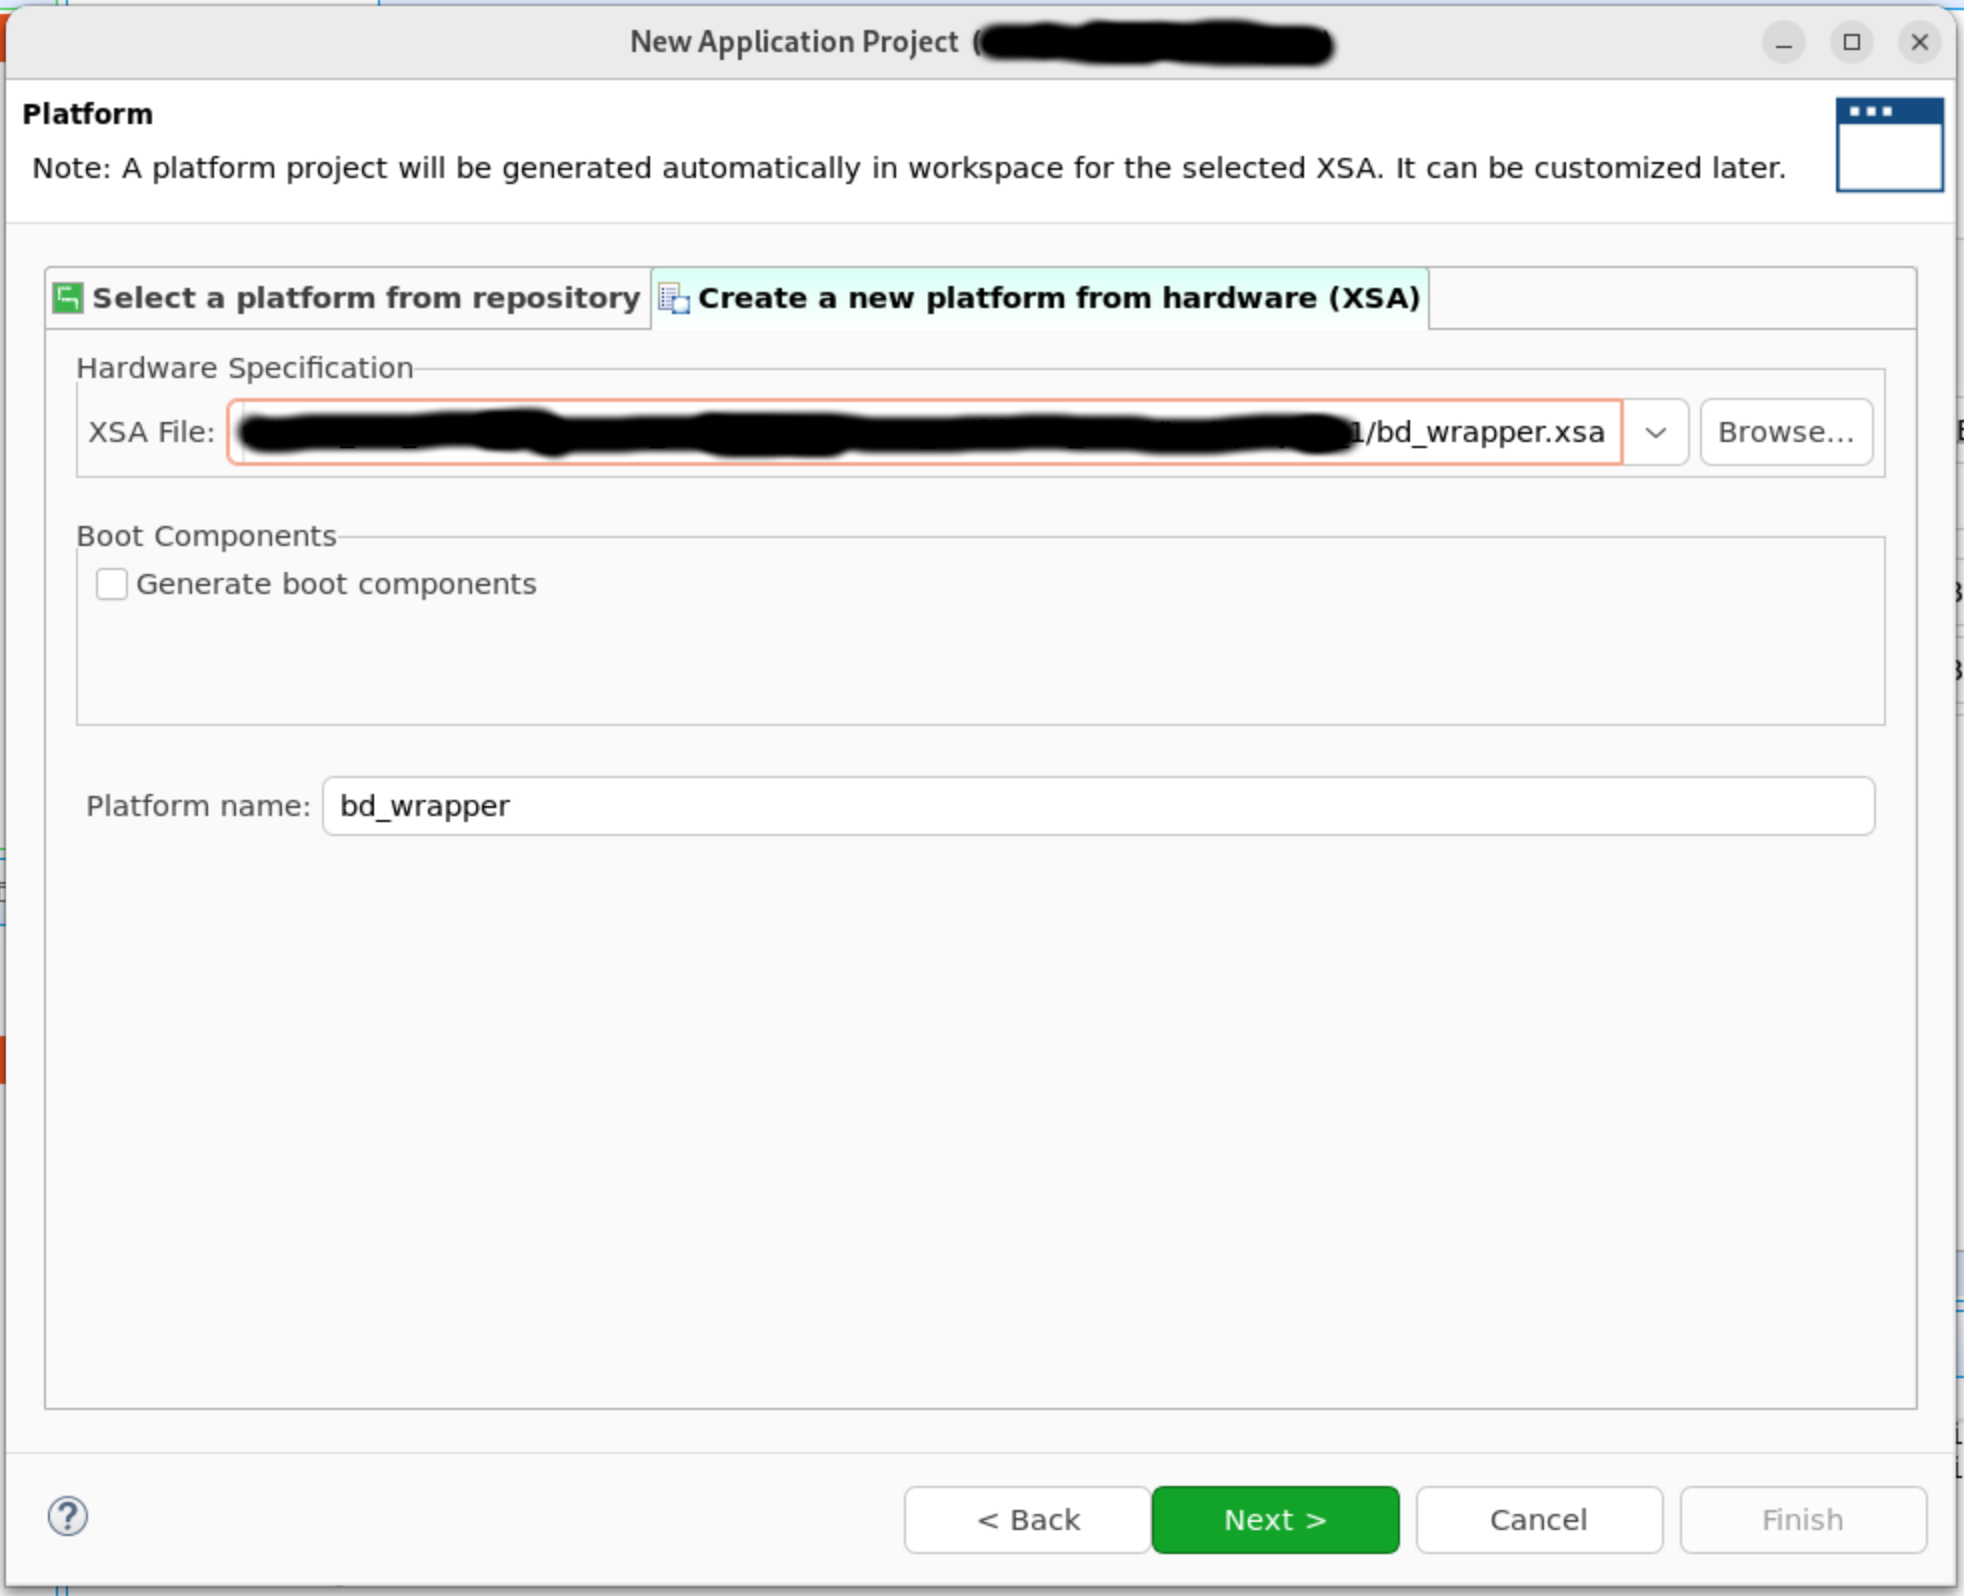 New Application Project (
Platform
Note: A platform project will be generated automatically in workspace for the selected XSA. It can be customized later.
Select a platform from repository
Create a new platform from hardware (XSA)
Hardware Specification
XSA File: 1/bd_wrapper.xsa
Browse...
Boot Components
Generate boot components
Platform name: bd_wrapper
?
< Back
Next >
Cancel
Finish